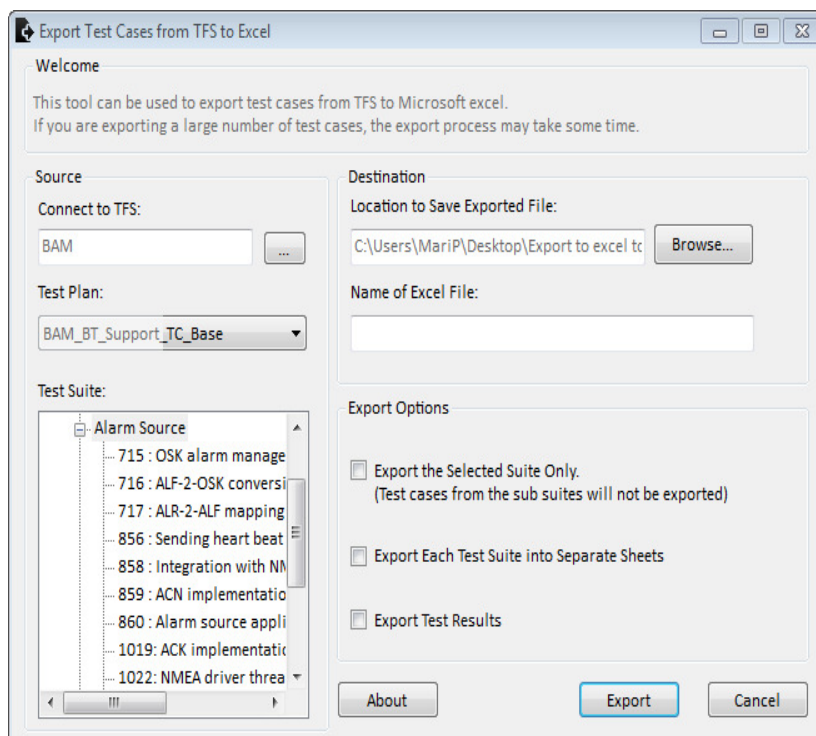 Export Test Cases from TFS to Excel
Welcome
This tool can be used to export test cases from TFS to Microsoft excel.
If you are exporting a large number of test cases, the export process may take some time.
Source
Connect to TFS:
BAM
...
Test Plan:
BAM_BT_Support_TC_Base
Test Suite:
Alarm Source
715 : OSK alarm manage
716 : ALF-2-OSK conversi
717 : ALR-2-ALF mapping
856 : Sending heart beat
858 : Integration with NM
859 : ACN implementatio
860 : Alarm source appli
1019: ACK implementatic
1022: NMEA driver threa
Destination
Location to Save Exported File:
C:\Users\MariP\Desktop\Export to excel tc
Browse...
Name of Excel File:
Export Options
Export the Selected Suite Only.
(Test cases from the sub suites will not be exported)
Export Each Test Suite into Separate Sheets
Export Test Results
About
Export
Cancel